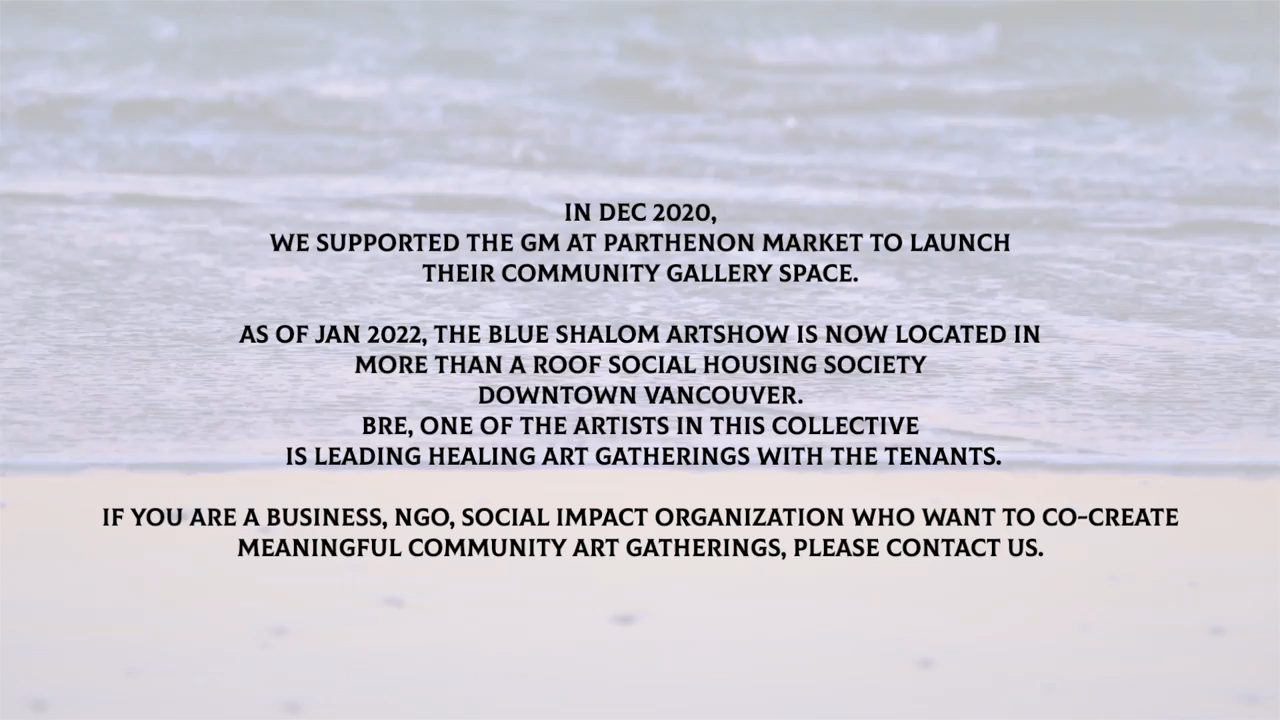 IN DEC 2020,
WE SUPPORTED THE GM AT PARTHENON MARKET TO LAUNCH
THEIR COMMUNITY GALLERY SPACE.
AS OF JAN 2022, THE BLUE SHALOM ARTSHOW IS NOW LOCATED IN
MORE THAN A ROOF SOCIAL HOUSING SOCIETY
DOWNTOWN VANCOUVER.
BRE, ONE OF THE ARTISTS IN THIS COLLECTIVE
IS LEADING HEALING ART GATHERINGS WITH THE TENANTS.
IF YOU ARE A BUSINESS, NGO, SOCIAL IMPACT ORGANIZATION WHO WANT TO CO-CREATE
MEANINGFUL COMMUNITY ART GATHERINGS, PLEASE CONTACT US.